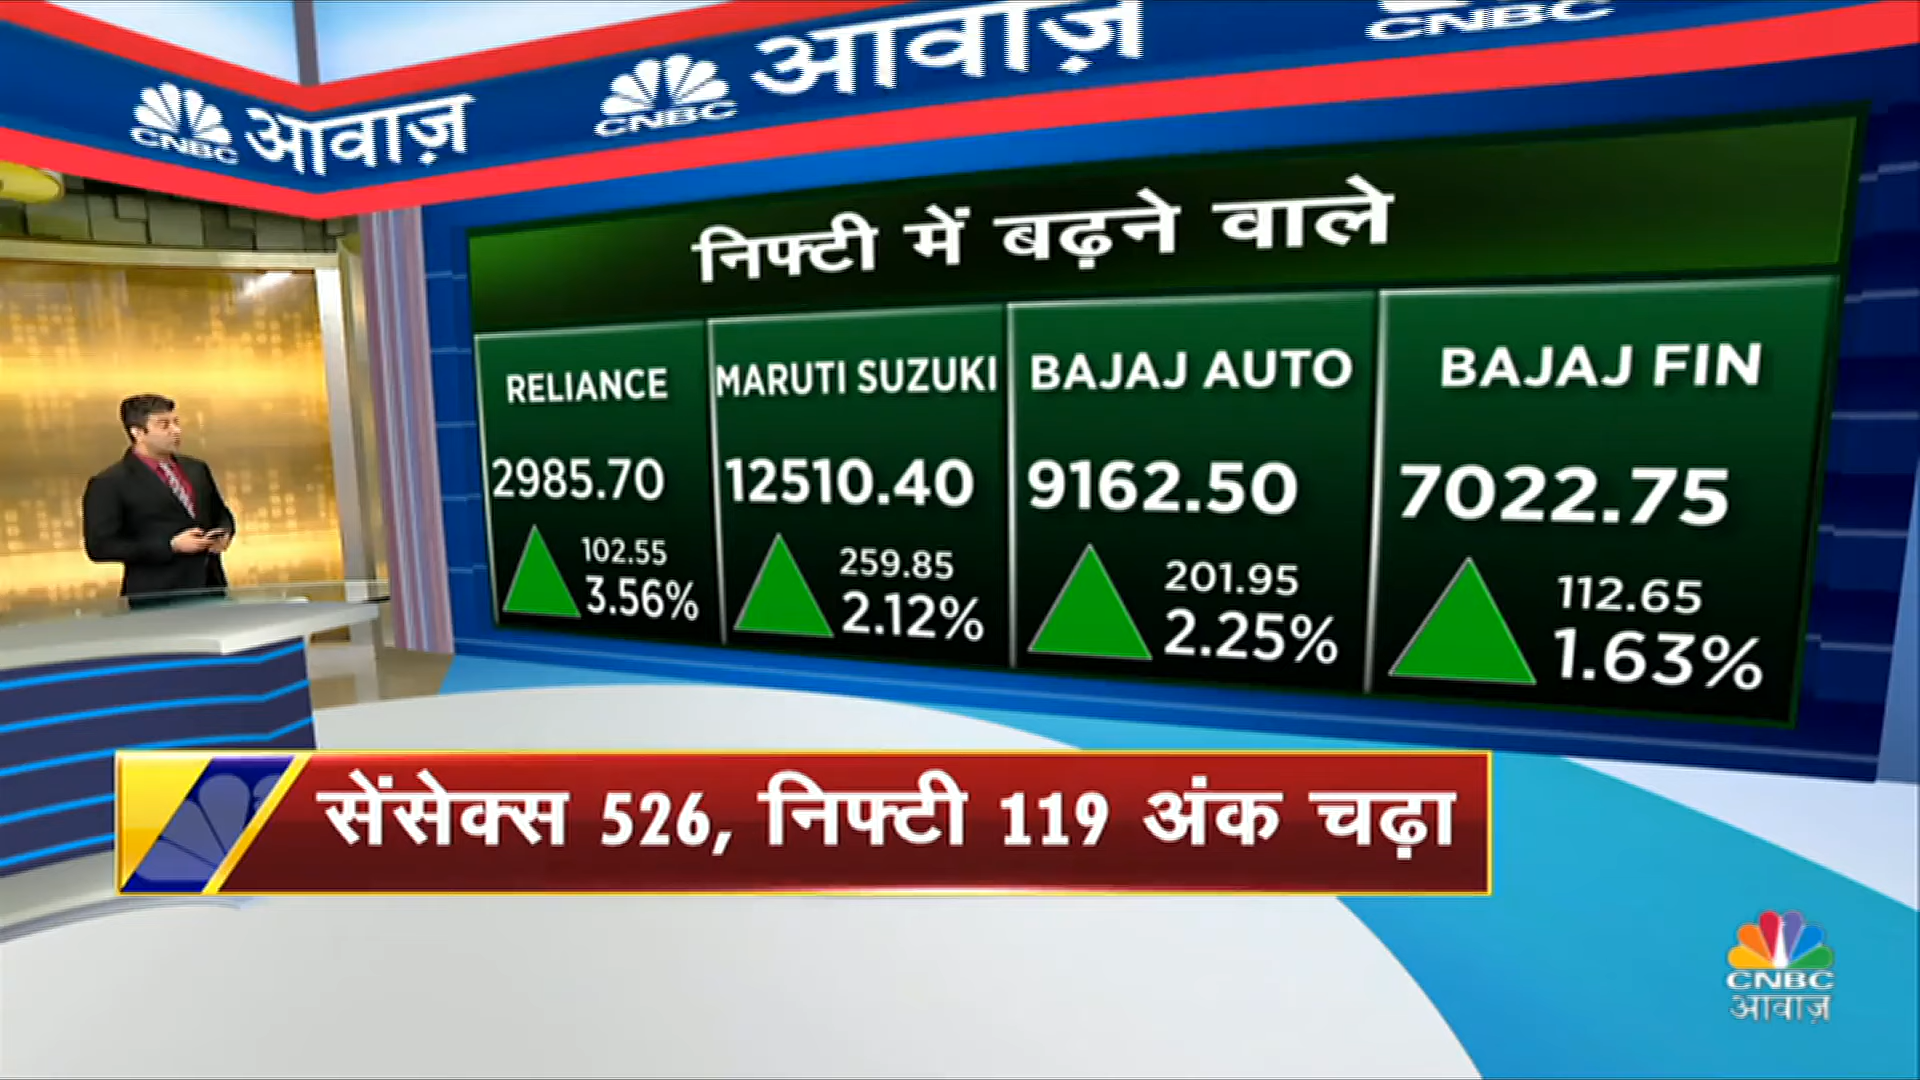 CNBC आवाज़
CNBC आवाज़
CNBC
निफ्टी में बढ़ने वाले
RELIANCE
2985.70
102.55
3.56%
MARUTI SUZUKI
12510.40
259.85
2.12%
BAJAJ AUTO
9162.50
201.95
2.25%
BAJAJ FIN
7022.75
112.65
1.63%
सेंसेक्स 526, निफ्टी 119 अंक चढ़ा
CNBC
आवाज़